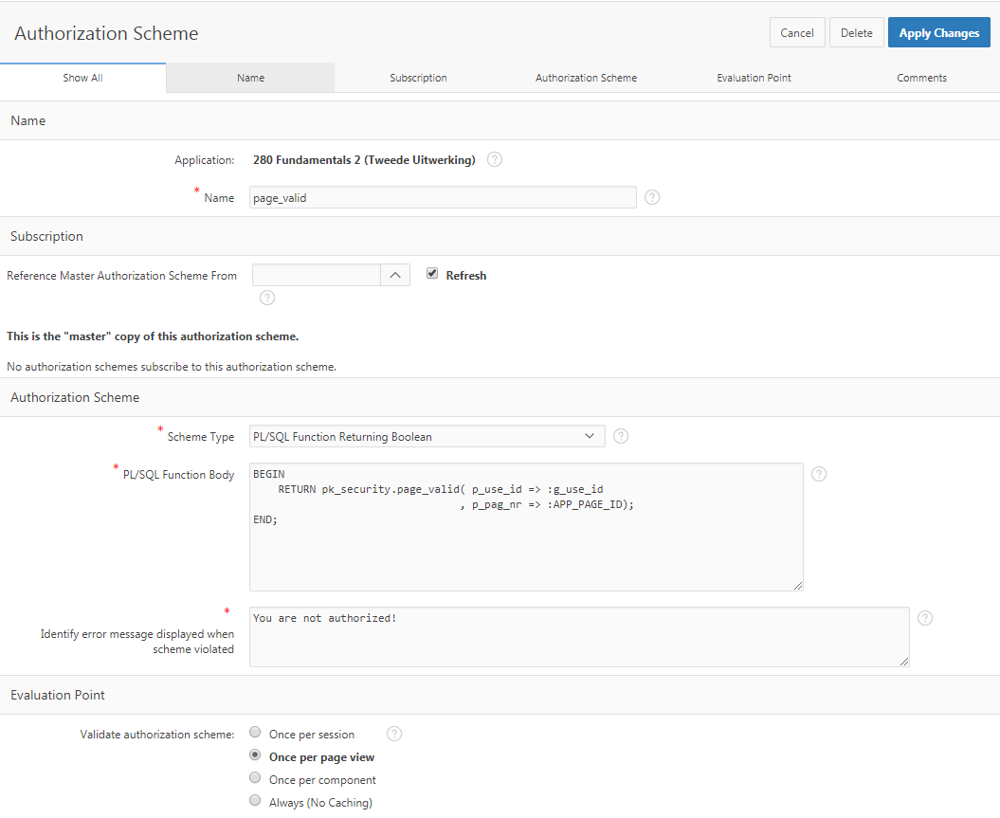 Authorization Scheme
Cancel Delete Apply Changes
Show All Name Subscription Authorization Scheme Evaluation Point Comments
Name
Application: 280 Fundamentals 2 (Tweede Uitwerking) ?
* Name page_valid ?
Subscription
Reference Master Authorization Scheme From Refresh
?
This is the "master" copy of this authorization scheme.
No authorization schemes subscribe to this authorization scheme.
Authorization Scheme
* Scheme Type PL/SQL Function Returning Boolean ?
* PL/SQL Function Body BEGIN ?
RETURN pk_security.page_valid( p_use_id => :g_use_id
, p_pag_nr => :APP_PAGE_ID);
END;
* You are not authorized! ?
Identify error message displayed when
scheme violated
Evaluation Point
Validate authorization scheme: Once per session ?
Once per page view
Once per component
Always (No Caching)